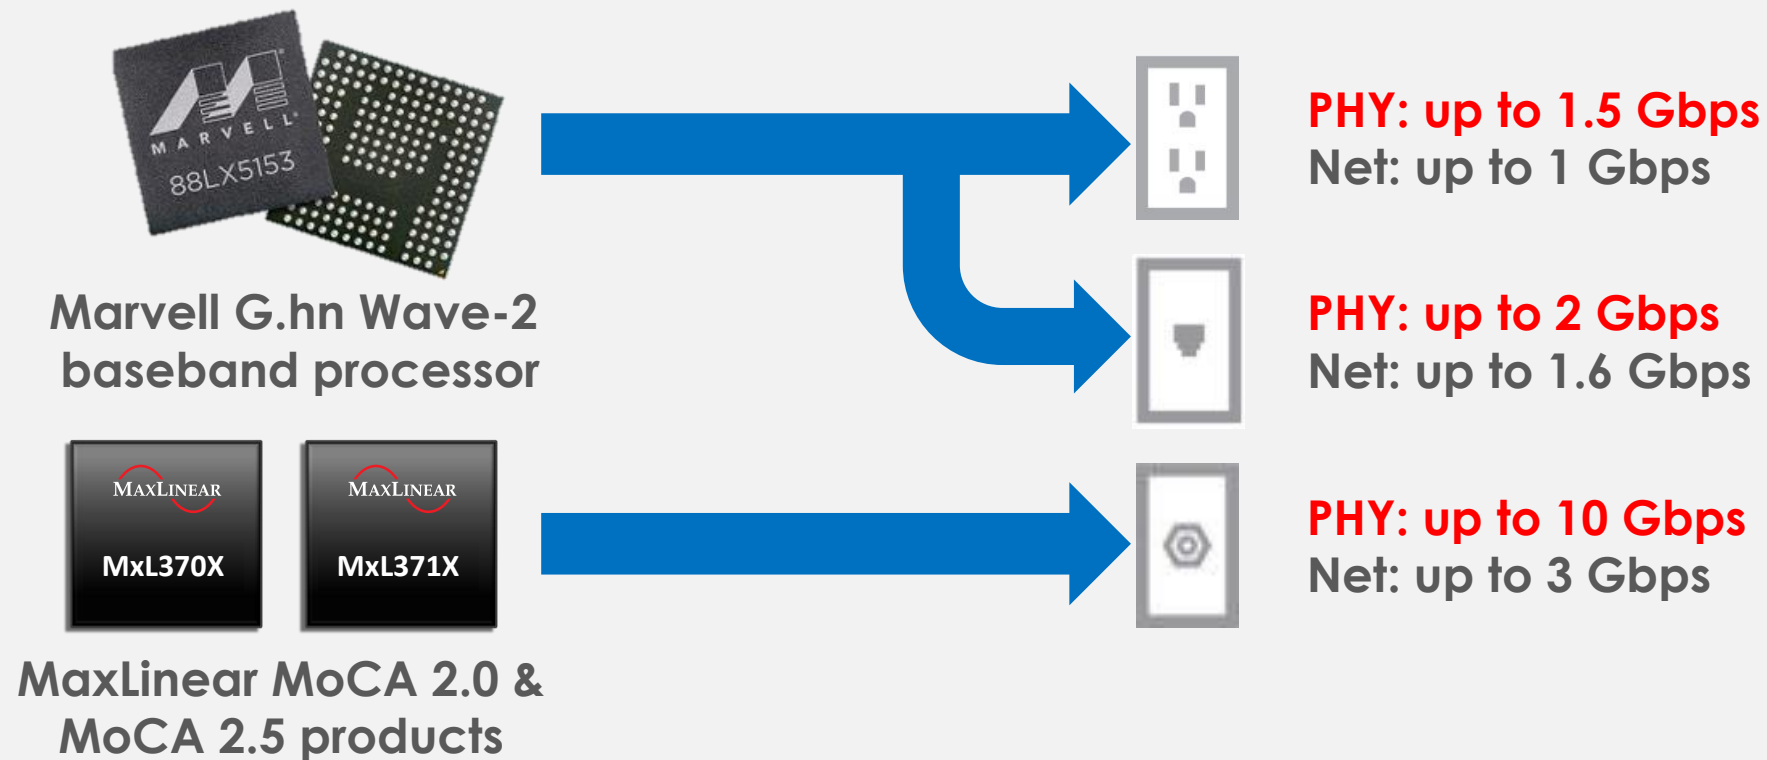 MARVELL
88LX5153
Marvell G.hn Wave-2
baseband processor
PHY: up to 1.5 Gbps
Net: up to 1 Gbps
PHY: up to 2 Gbps
Net: up to 1.6 Gbps
MAXLINEAR
MxL370X
MAXLINEAR
MxL371X
MaxLinear MoCA 2.0 &
MoCA 2.5 products
PHY: up to 10 Gbps
Net: up to 3 Gbps